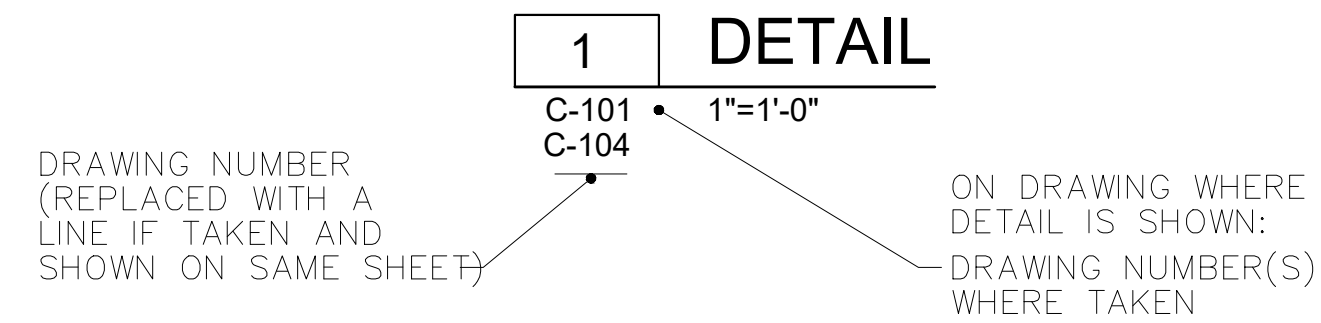 1 DETAIL
C-101 1"=1'-0"
C-104
DRAWING NUMBER
(REPLACED WITH A
LINE IF TAKEN AND
SHOWN ON SAME SHEET)
ON DRAWING WHERE
DETAIL IS SHOWN:
DRAWING NUMBER(S)
WHERE TAKEN